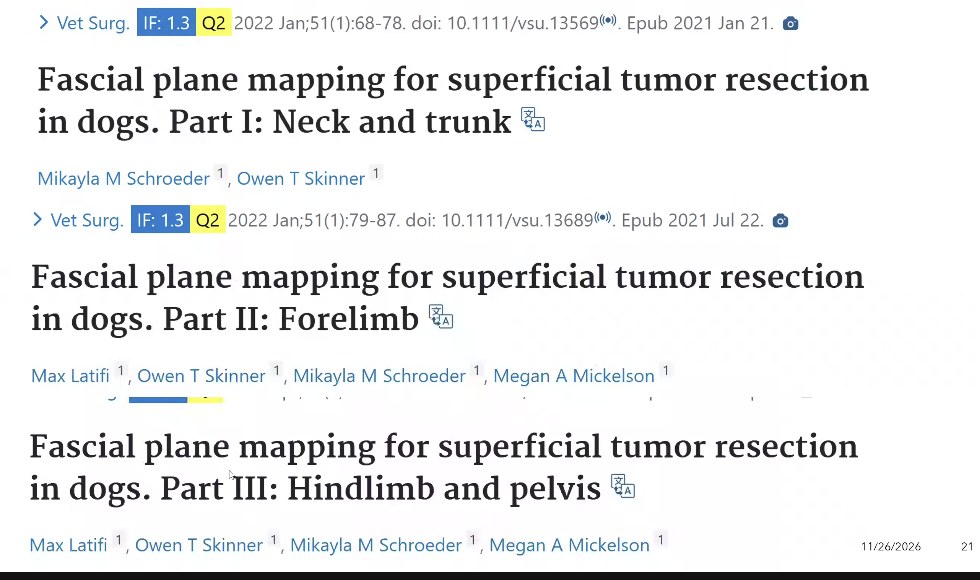 Vet Surg. IF: 1.3 Q2 2022 Jan;51(1):68-78. doi: 10.1111/vsu.13569. Epub 2021 Jan 21.
Fascial plane mapping for superficial tumor resection
in dogs. Part I: Neck and trunk
Mikayla M Schroeder 1, Owen T Skinner 1
Vet Surg. IF: 1.3 Q2 2022 Jan;51(1):79-87. doi: 10.1111/vsu.13689. Epub 2021 Jul 22.
Fascial plane mapping for superficial tumor resection
in dogs. Part II: Forelimb
Max Latifi 1, Owen T Skinner 1, Mikayla M Schroeder 1, Megan A Mickelson 1
Fascial plane mapping for superficial tumor resection
in dogs. Part III: Hindlimb and pelvis
Max Latifi 1, Owen T Skinner 1, Mikayla M Schroeder 1, Megan A Mickelson 1
11/26/2026 21